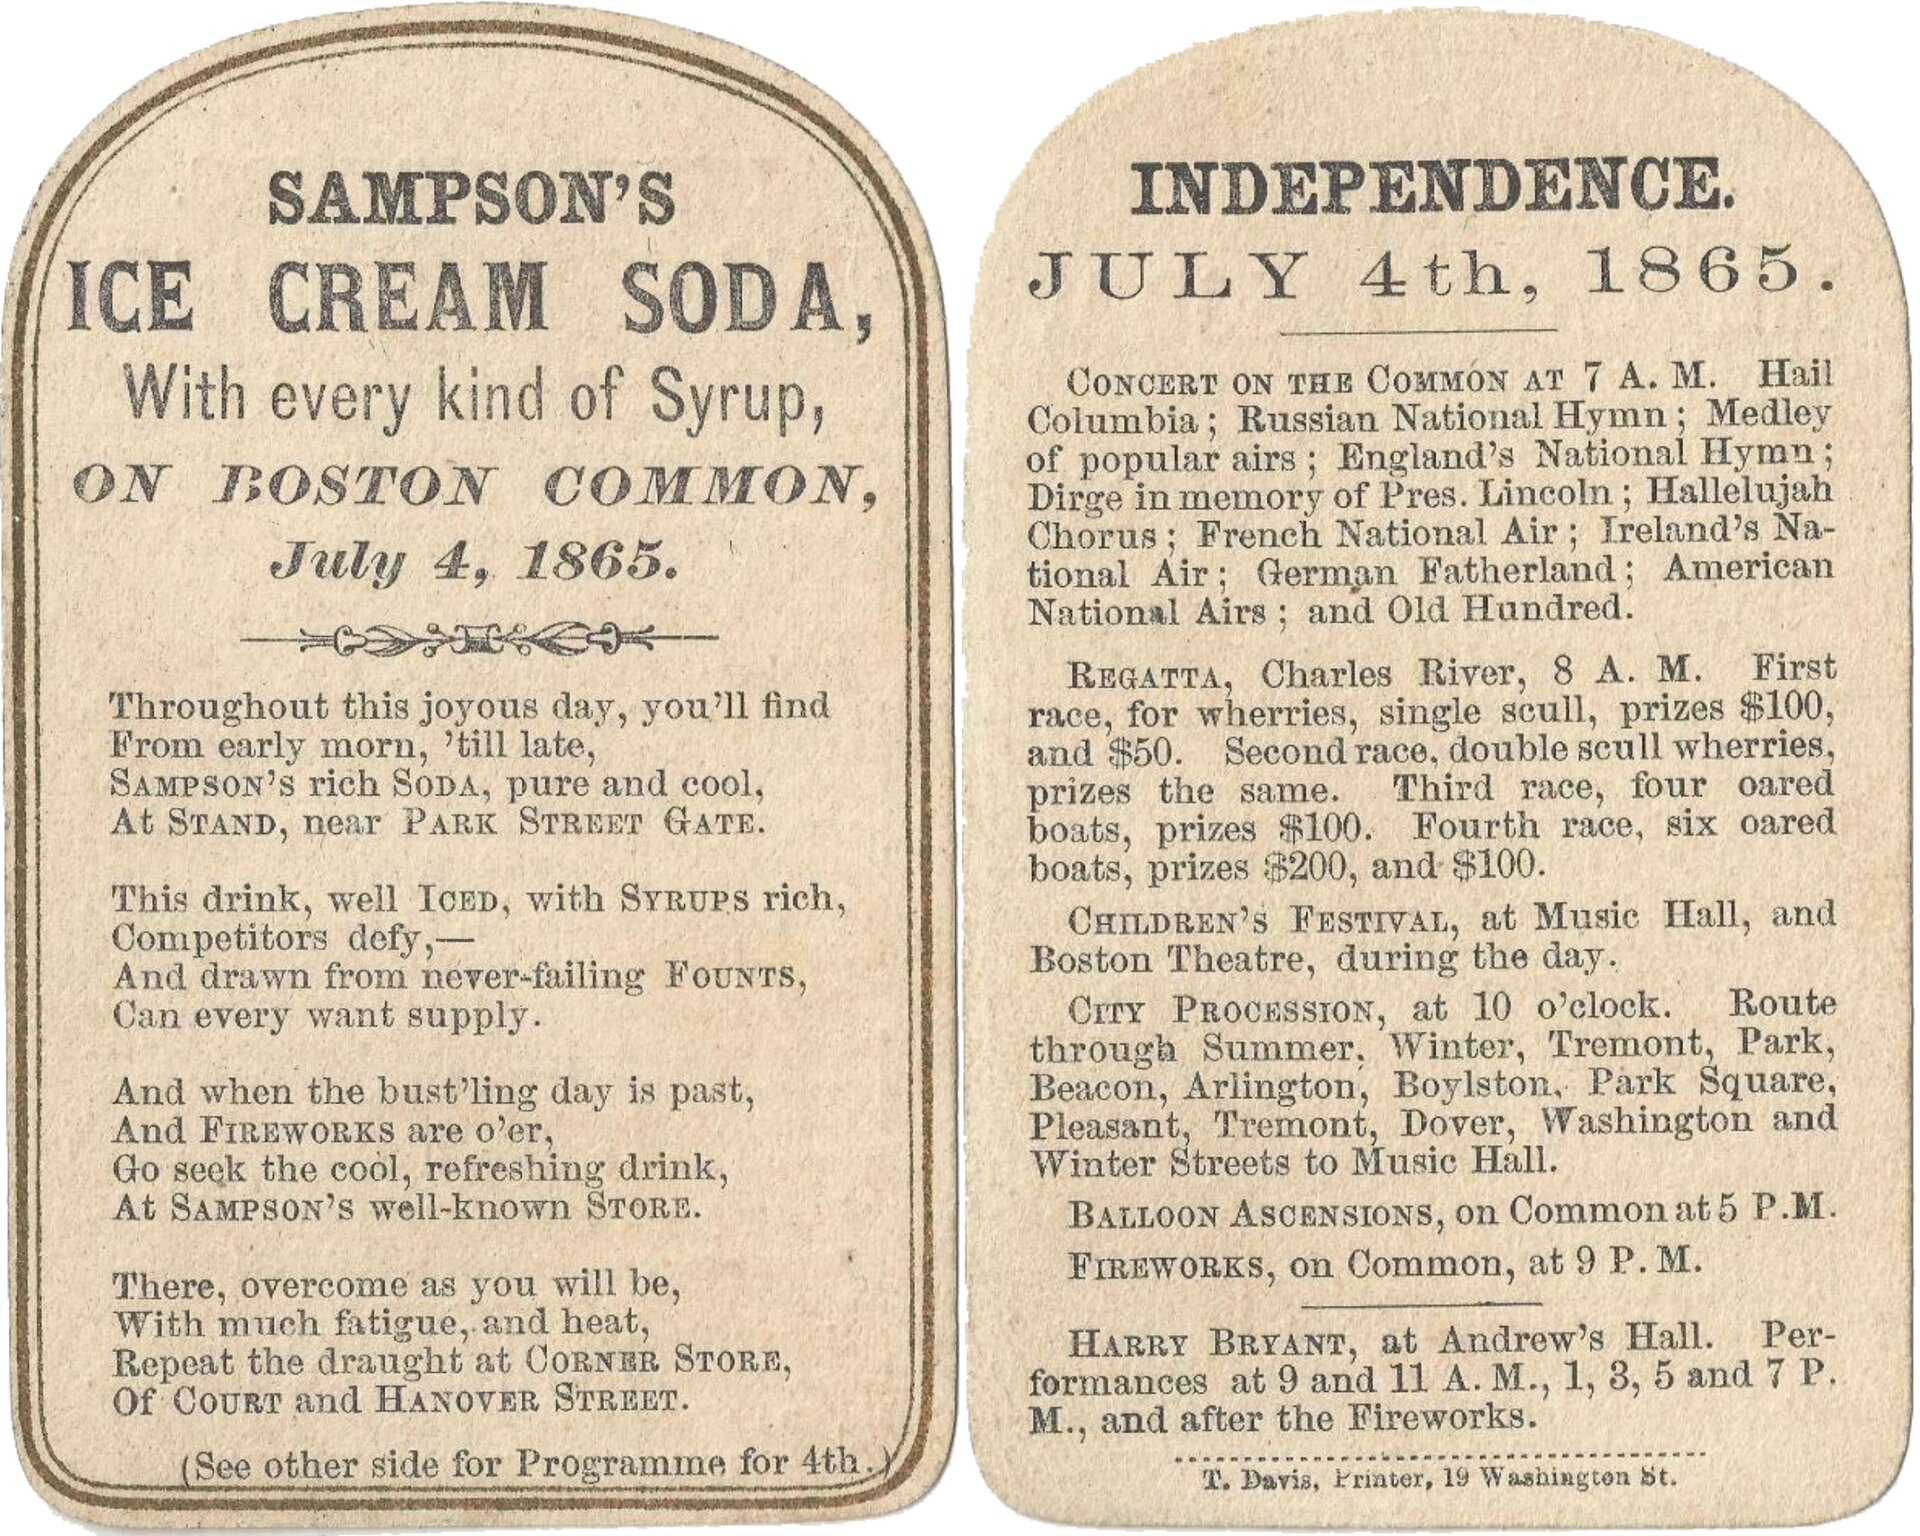 SAMPSON'S
ICE CREAM SODA,
With every kind of Syrup,
ON BOSTON COMMON,
July 4, 1865.
Throughout this joyous day, you'll find
From early morn, 'till late,
SAMPSON'S rich SODA, pure and cool,
At STAND, near PARK STREET GATE.
This drink, well ICED, with SYRUPS rich,
Competitors defy,—
And drawn from never-failing FOUNTS,
Can every want supply.
And when the bust'ling day is past,
And FIREWORKS are o'er,
Go seek the cool, refreshing drink,
At SAMPSON'S well-known STORE.
There, overcome as you will be,
With much fatigue, and heat,
Repeat the draught at CORNER STORE,
Of COURT and HANOVER STREET.
(See other side for Programme for 4th.)
INDEPENDENCE.
JULY 4th, 1865.
CONCERT ON THE COMMON AT 7 A. M. Hail
Columbia; Russian National Hymn; Medley
of popular airs; England's National Hymn;
Dirge in memory of Pres. Lincoln; Hallelujah
Chorus; French National Air; Ireland's Na-
tional Air; German Fatherland; American
National Airs; and Old Hundred.
REGATTA, Charles River, 8 A. M. First
race, for wherries, single scull, prizes $100,
and $50. Second race, double scull wherries,
prizes the same. Third race, four oared
boats, prizes $100. Fourth race, six oared
boats, prizes $200, and $100.
CHILDREN'S FESTIVAL, at Music Hall, and
Boston Theatre, during the day.
CITY PROCESSION, at 10 o'clock. Route
through Summer, Winter, Tremont, Park,
Beacon, Arlington, Boylston, Park Square,
Pleasant, Tremont, Dover, Washington and
Winter Streets to Music Hall.
BALLOON ASCENSIONS, on Common at 5 P.M.
FIREWORKS, on Common, at 9 P. M.
HARRY BRYANT, at Andrew's Hall. Per-
formances at 9 and 11 A. M., 1, 3, 5 and 7 P.
M., and after the Fireworks.
T. Davis, Printer, 19 Washington St.